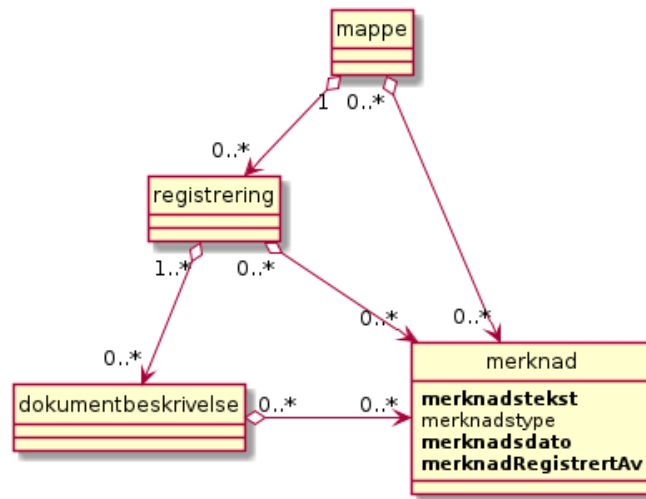 mappe
1 0..*
0..*
registrering
1..* 0..*
0..* 0..*
0..*
merknad
dokumentbeskrivelse
0..* 0..*
merknadstekst
merknadstype
merknadsdato
merknadRegistrertAv